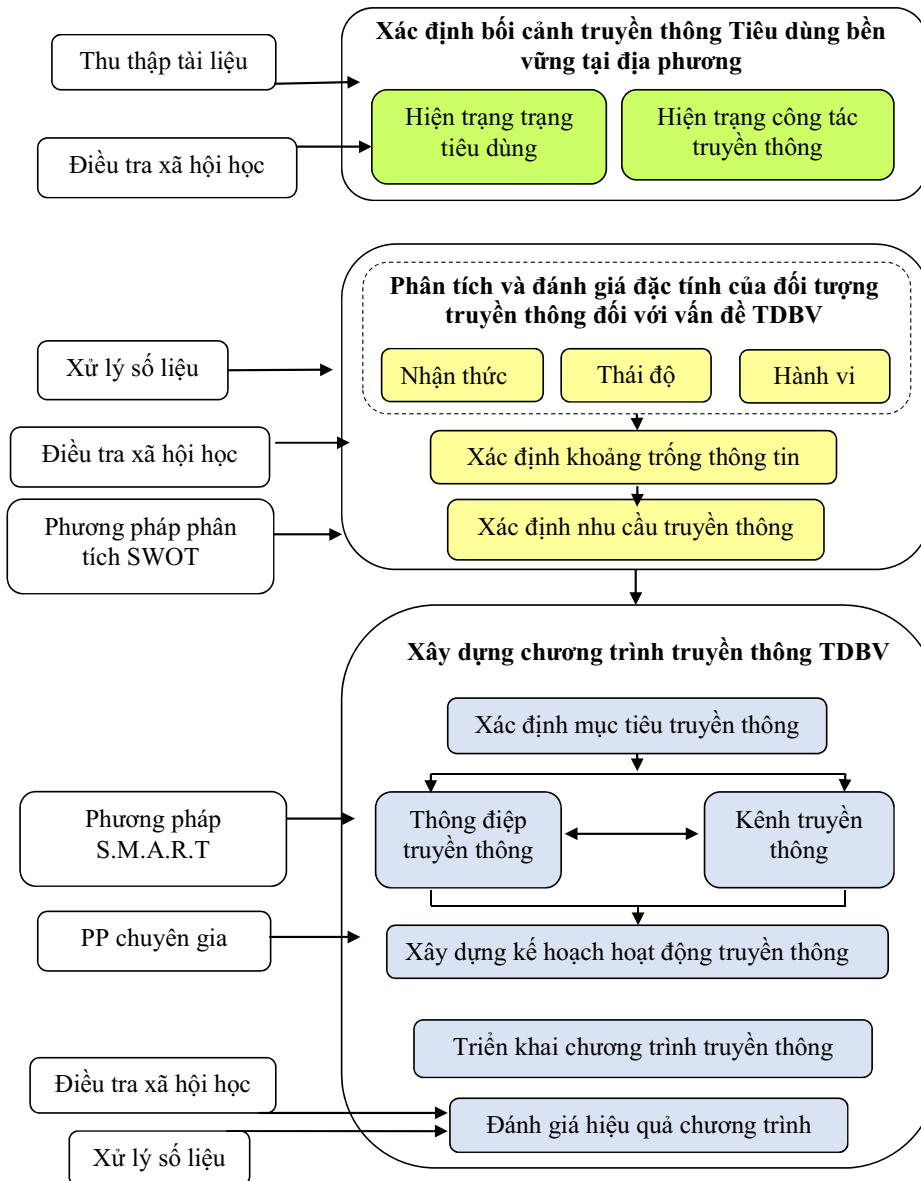 Xác định bối cảnh truyền thông Tiêu dùng bền
vững tại địa phương
Thu thập tài liệu
Hiện trạng trạng
tiêu dùng
Hiện trạng công tác
truyền thông
Điều tra xã hội học
Phân tích và đánh giá đặc tính của đối tượng
truyền thông đối với vấn đề TDBV
Xử lý số liệu
Nhận thức
Thái độ
Hành vi
Điều tra xã hội học
Xác định khoảng trống thông tin
Phương pháp phân
tích SWOT
Xác định nhu cầu truyền thông
Xây dựng chương trình truyền thông TDBV
Xác định mục tiêu truyền thông
Phương pháp
S.M.A.R.T
Thông điệp
truyền thông
Kênh truyền
thông
PP chuyên gia
Xây dựng kế hoạch hoạt động truyền thông
Triển khai chương trình truyền thông
Điều tra xã hội học
Đánh giá hiệu quả chương trình
Xử lý số liệu